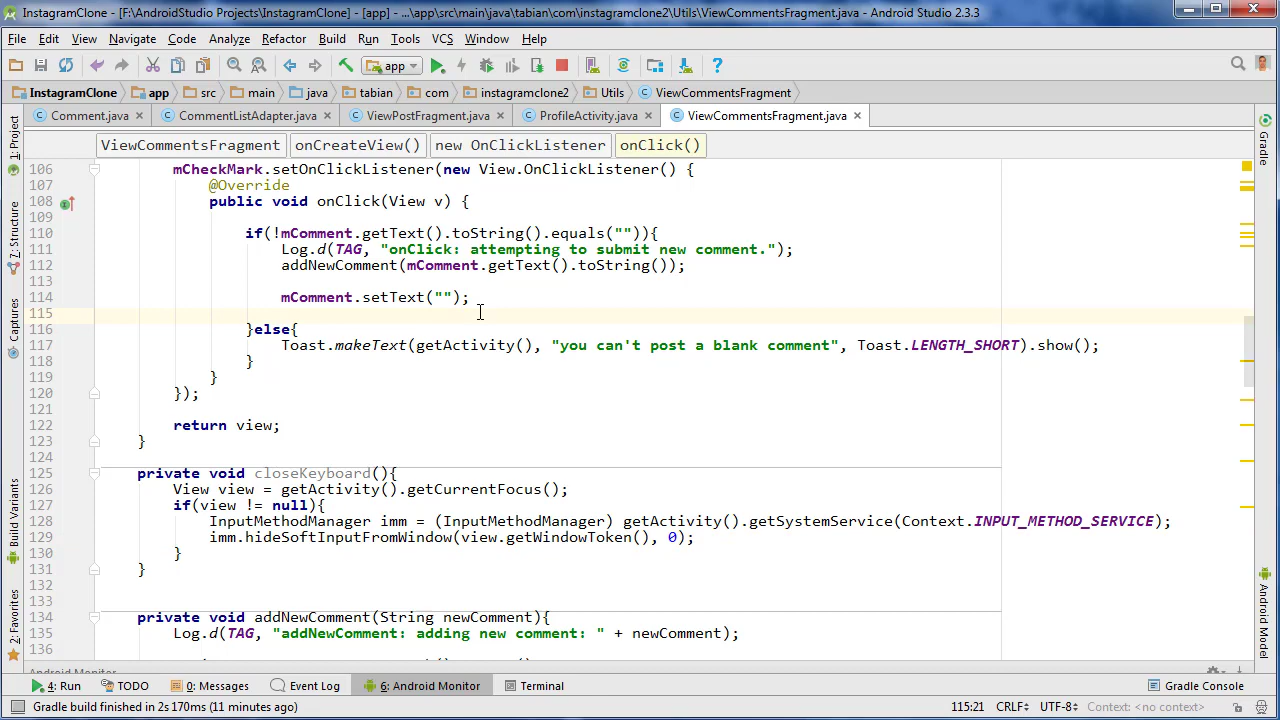 InstagramClone - [F:\AndroidStudio Projects\InstagramClone] - [app] - ...\app\src\main\java\tabian\com\instagramclone2\Utils\ViewCommentsFragment.java - Android Studio 2.3.3
File Edit View Navigate Code Analyze Refactor Build Run Tools VCS Window Help
app
InstagramClone app src main java tabian com instagramclone2 Utils ViewCommentsFragment
Comment.java CommentListAdapter.java ViewPostFragment.java ProfileActivity.java ViewCommentsFragment.java
ViewCommentsFragment onCreateView() new OnClickListener onClick()
106 mCheckMark.setOnClickListener(new View.OnClickListener() {
107 @Override
108 public void onClick(View v) {
109
110 if(!mComment.getText().toString().equals("")){
111 Log.d(TAG, "onClick: attempting to submit new comment.");
112 addNewComment(mComment.getText().toString());
113
114 mComment.setText("");
115
116 }else{
117 Toast.makeText(getActivity(), "you can't post a blank comment", Toast.LENGTH_SHORT).show();
118 }
119 }
120 });
121
122 return view;
123 }
124
125 private void closeKeyboard(){
126 View view = getActivity().getCurrentFocus();
127 if(view != null){
128 InputMethodManager imm = (InputMethodManager) getActivity().getSystemService(Context.INPUT_METHOD_SERVICE);
129 imm.hideSoftInputFromWindow(view.getWindowToken(), 0);
130 }
131 }
132
133
134 private void addNewComment(String newComment){
135 Log.d(TAG, "addNewComment: adding new comment: " + newComment);
136
1: Project
7: Structure
Captures
Build Variants
2: Favorites
Gradle
Android Model
Android Monitor
4: Run TODO 0: Messages Event Log 6: Android Monitor Terminal Gradle Console
Gradle build finished in 2s 170ms (11 minutes ago) 115:21 CRLF UTF-8 Context: <no context>